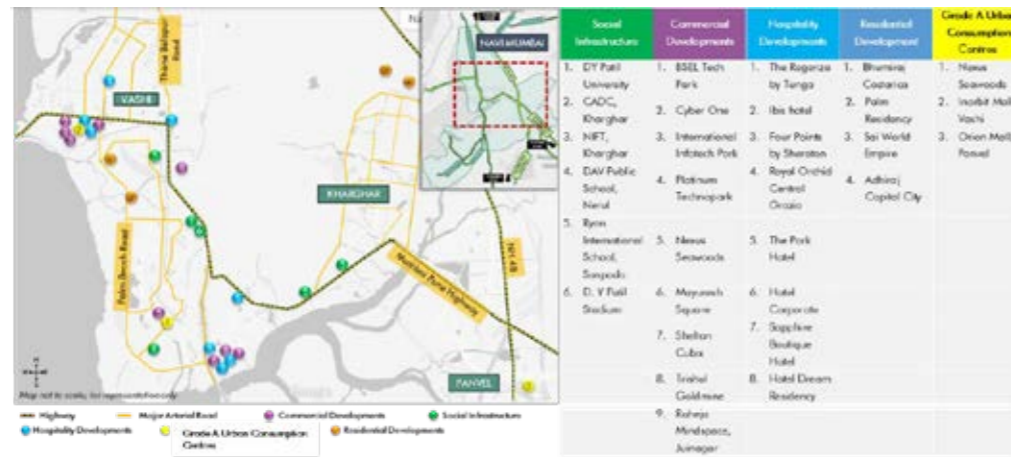 NAVI MUMBAI
Thane Belapur
Road
VASHI
KHARGHAR
Palm Beach Road
Mumbai Pune Highway
NH 48
PANVEL
Map not to scale, for representation only
Highway
Major Arterial Road
Commercial Developments
Social Infrastructure
Hospitality Developments
Grade A Urban Consumption
Centres
Residential Developments
Social
Infrastructure
1. DY Patil
University
2. CADC,
Kharghar
3. NIFT,
Kharghar
4. DAV Public
School,
Nerul
5. Ryan
International
School,
Sanpada
6. D. Y Patil
Stadium
Commercial
Developments
1. BSEL Tech
Park
2. Cyber One
3. International
Infotech Park
4. Platinum
Technopark
5. Nexus
Seawoods
6. Mayuresh
Square
7. Shelton
Cubix
8.
Goldmine
9. Raheja
Mindspace,
Juinagar
Hospitality
Developments
1. The Regenza
by Tunga
2. Ibis hotel
3. Four Points
by Sheraton
4. Royal Orchid
Central
Grazio
5. The Park
Hotel
6. Hotel
Corporate
7. Sapphire
Boutique
Hotel
8. Hotel Dream
Residency
Residential
Development
1. Bhumiraj
Costarica
2. Palm
Residency
3. Sai World
Empire
4. Adhiraj
Capital City
Grade A Urban
Consumption
Centres
1. Nexus
Seawoods
2. Inorbit Mall
Vashi
3. Orion Mall
Panvel